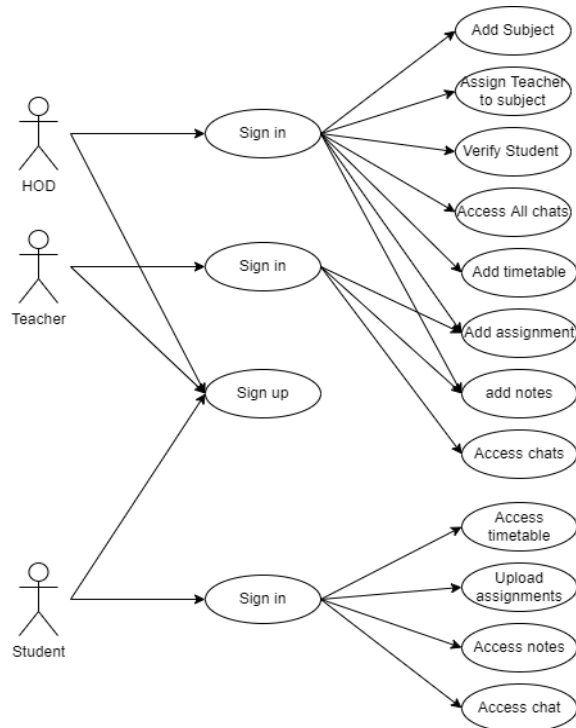 Add Subject
Assign Teacher
to subject
HOD
Sign in
Verify Student
Access All chats
Teacher
Sign in
Add timetable
Add assignment
Sign up
add notes
Access chats
Access
timetable
Student
Sign in
Upload
assignments
Access notes
Access chat